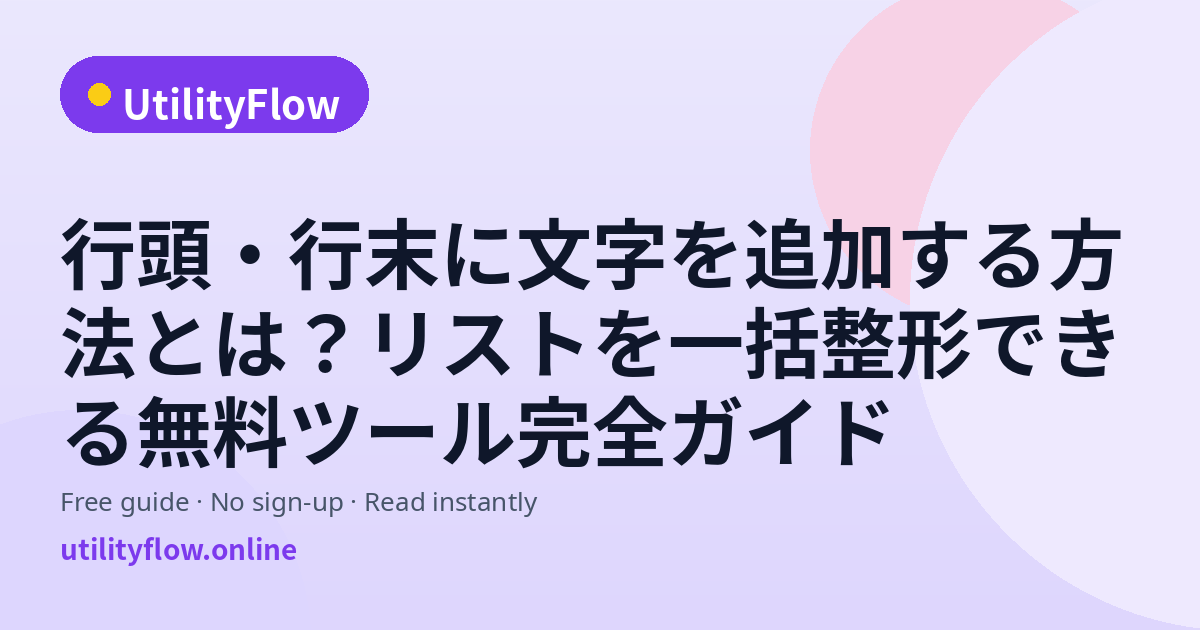 UtilityFlow
行頭・行末に文字を追加する方
法とは？リストを一括整形でき
る無料ツール完全ガイド
Free guide · No sign-up · Read instantly
utilityflow.online